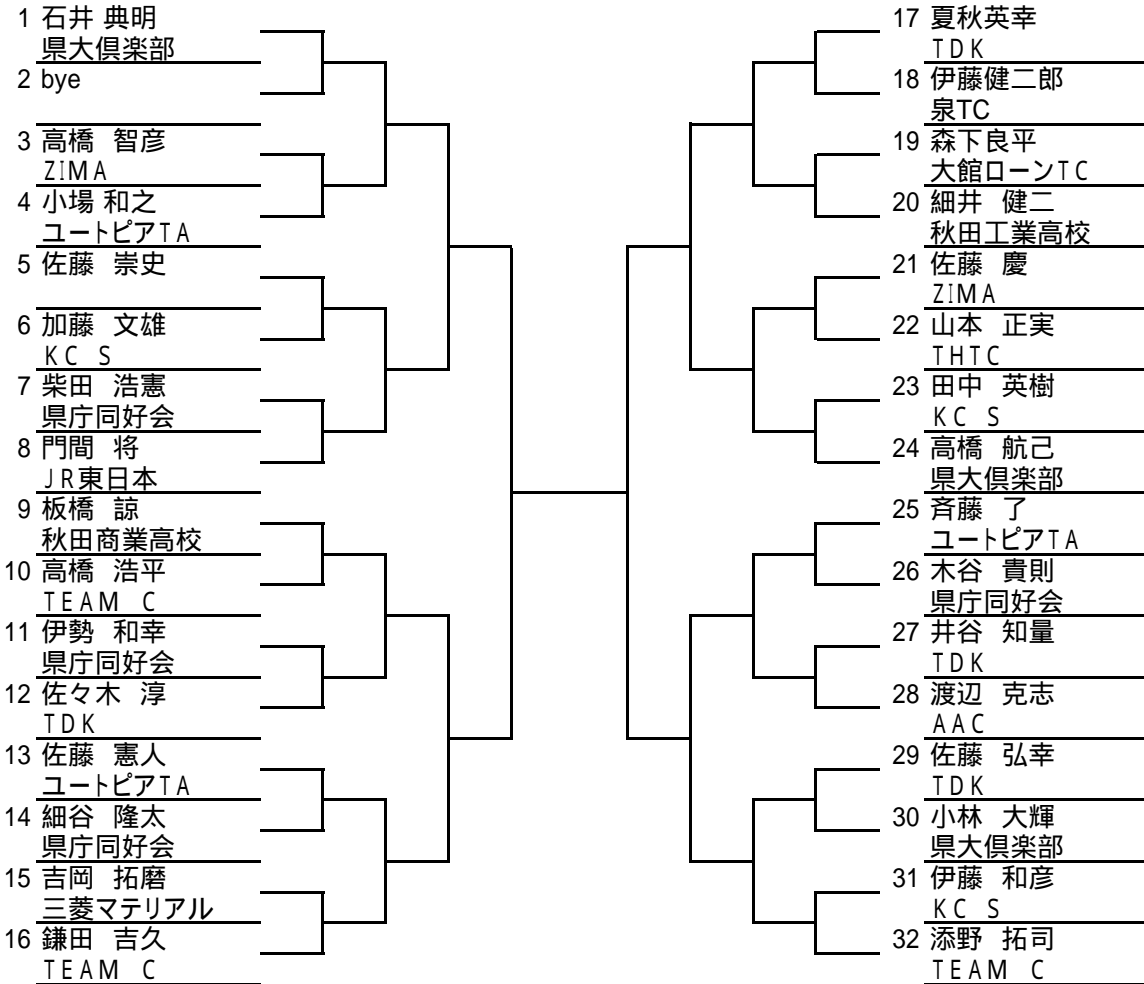 1 石井 典明
県大倶楽部
2 bye
3 高橋 智彦
ZIMA
4 小場 和之
ユートピアTA
5 佐藤 崇史
6 加藤 文雄
KC S
7 柴田 浩憲
県庁同好会
8 門間 将
JR東日本
9 板橋 諒
秋田商業高校
10 高橋 浩平
TEAM C
11 伊勢 和幸
県庁同好会
12 佐々木 淳
TDK
13 佐藤 憲人
ユートピアTA
14 細谷 隆太
県庁同好会
15 吉岡 拓磨
三菱マテリアル
16 鎌田 吉久
TEAM C
17 夏秋英幸
TDK
18 伊藤健二郎
泉TC
19 森下良平
大館ローンTC
20 細井 健二
秋田工業高校
21 佐藤 慶
ZIMA
22 山本 正実
THTC
23 田中 英樹
KC S
24 高橋 航己
県大倶楽部
25 斉藤 了
ユートピアTA
26 木谷 貴則
県庁同好会
27 井谷 知量
TDK
28 渡辺 克志
AAC
29 佐藤 弘幸
TDK
30 小林 大輝
県大倶楽部
31 伊藤 和彦
KC S
32 添野 拓司
TEAM C